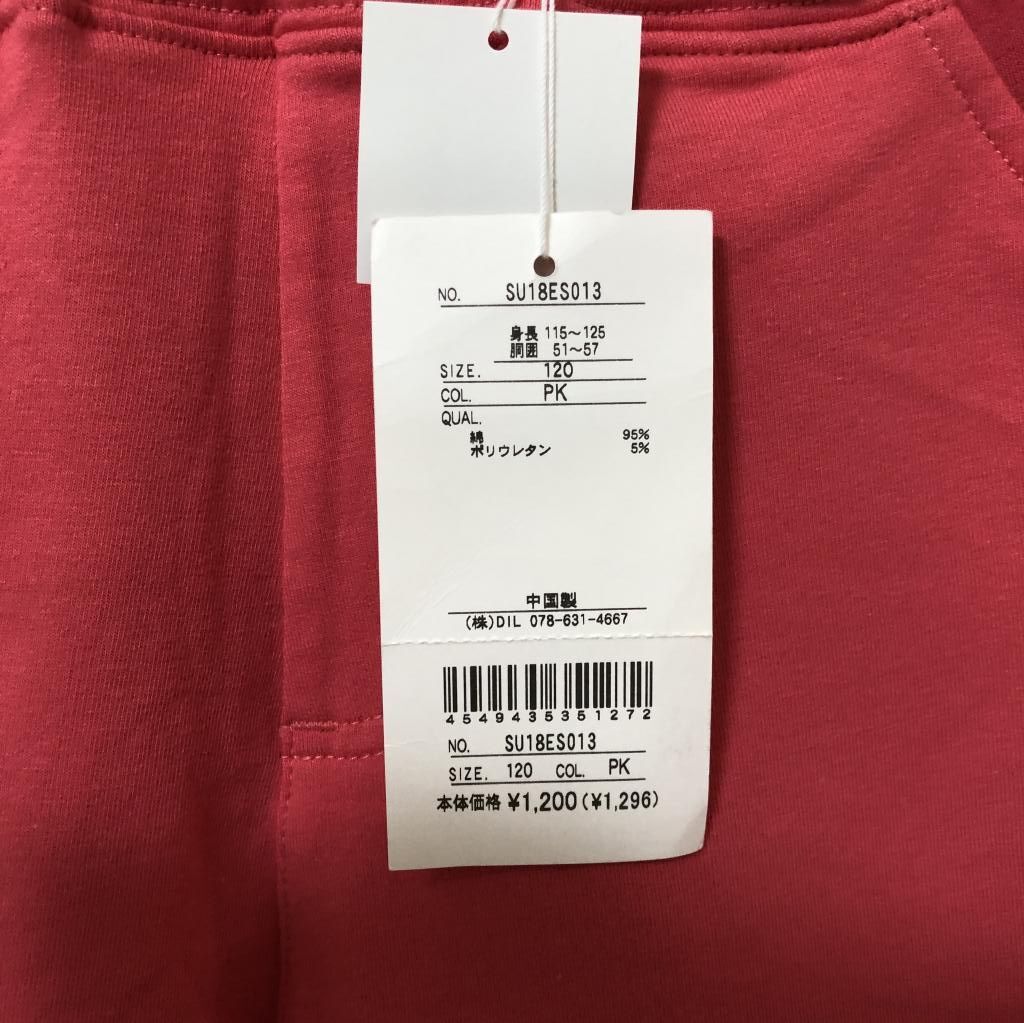 NO. SU18ES013
身長 115～125
胴囲 51～57
SIZE. 120
COL. PK
QUAL.
綿 95%
ポリウレタン 5%
中国製
(株)DIL 078-631-4667
4549435351272
NO. SU18ES013
SIZE. 120 COL. PK
本体価格 ¥1,200(¥1,296)